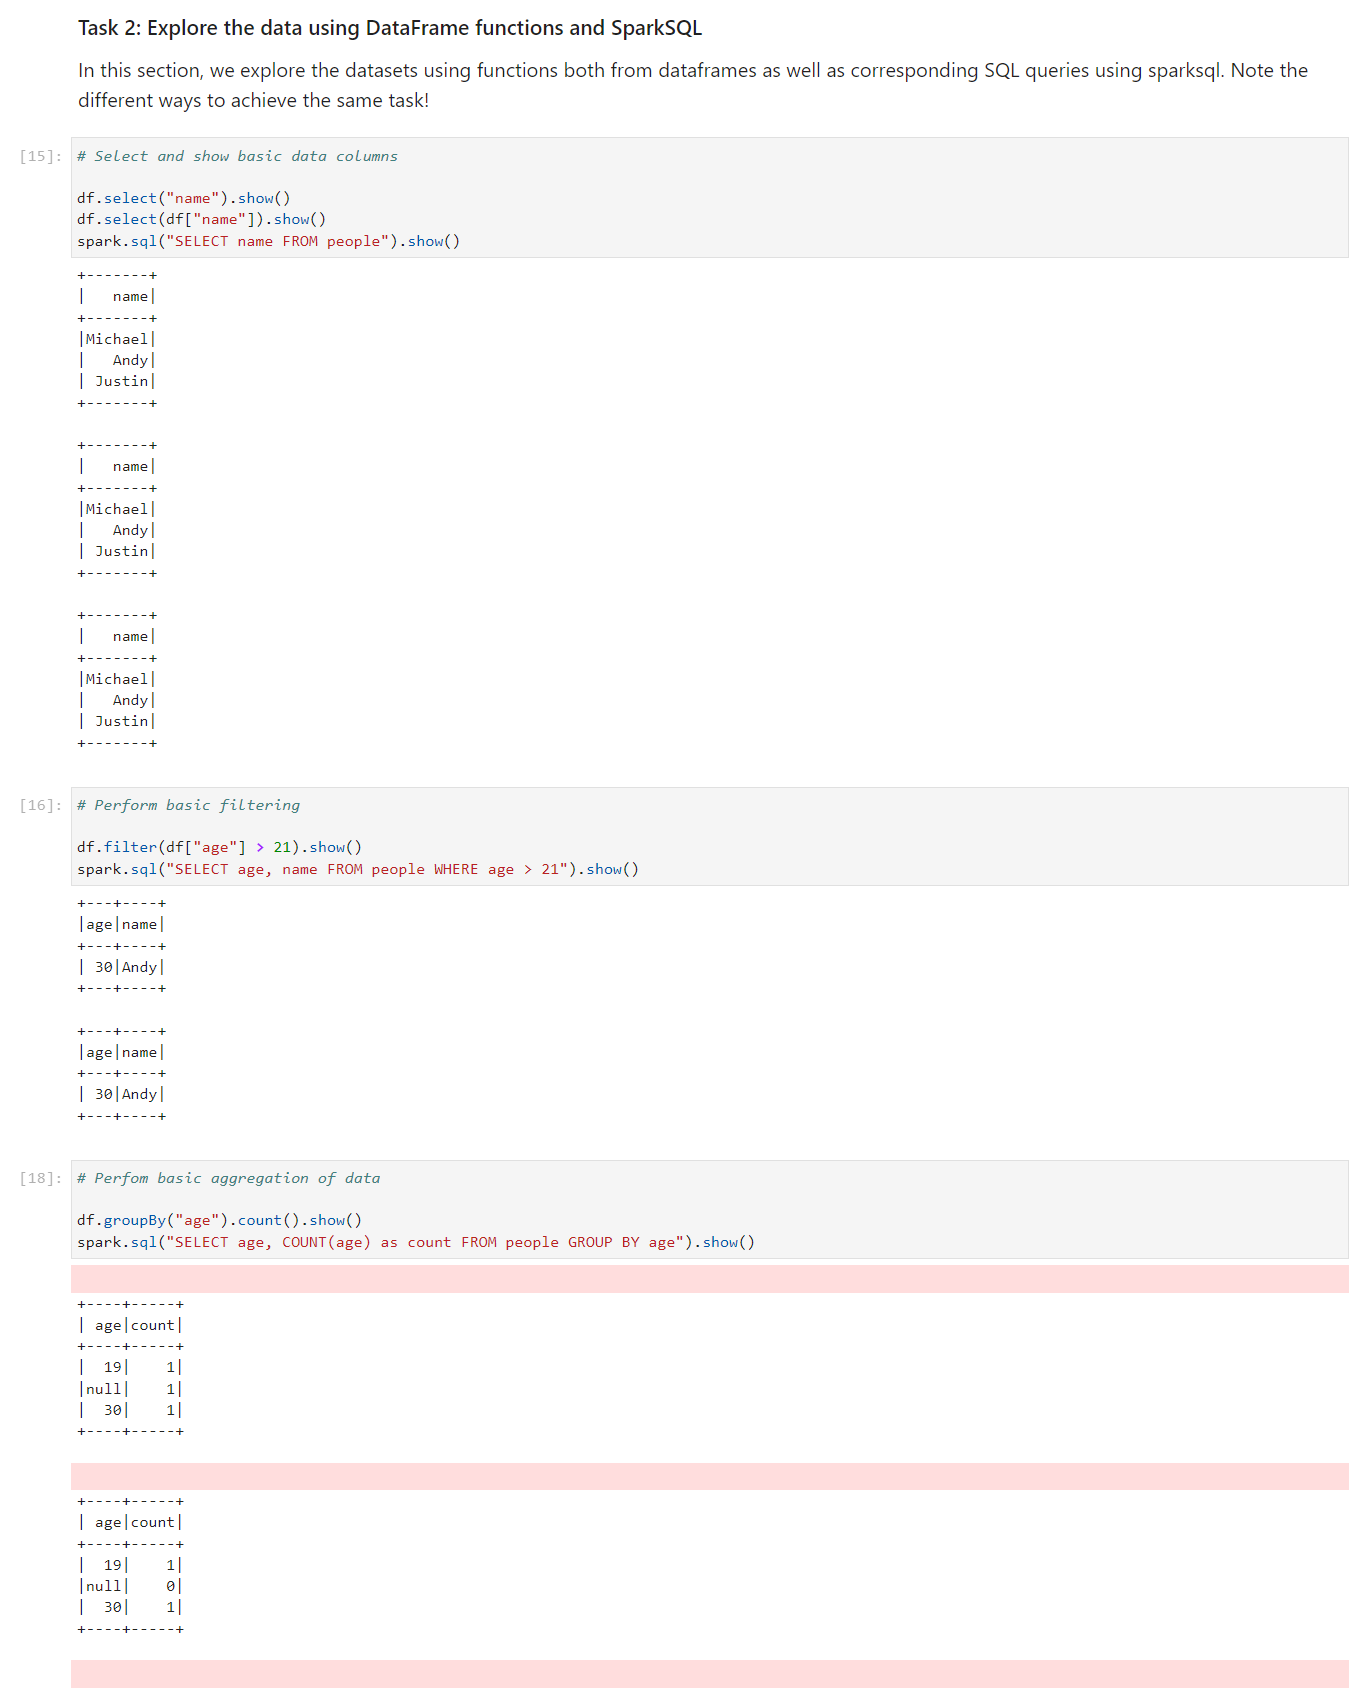 Task 2: Explore the data using DataFrame functions and SparkSQL
In this section, we explore the datasets using functions both from dataframes as well as corresponding SQL queries using sparksql. Note the
different ways to achieve the same task!
[15]: # Select and show basic data columns
df.select("name").show()
df.select(df["name"]).show()
spark.sql("SELECT name FROM people").show()
+-------+
|   name|
+-------+
|Michael|
|   Andy|
| Justin|
+-------+
+-------+
|   name|
+-------+
|Michael|
|   Andy|
| Justin|
+-------+
+-------+
|   name|
+-------+
|Michael|
|   Andy|
| Justin|
+-------+
[16]: # Perform basic filtering
df.filter(df["age"] > 21).show()
spark.sql("SELECT age, name FROM people WHERE age > 21").show()
+---+----+
|age|name|
+---+----+
| 30|Andy|
+---+----+
+---+----+
|age|name|
+---+----+
| 30|Andy|
+---+----+
[18]: # Perfom basic aggregation of data
df.groupBy("age").count().show()
spark.sql("SELECT age, COUNT(age) as count FROM people GROUP BY age").show()
+----+-----+
| age|count|
+----+-----+
|  19|    1|
|null|    1|
|  30|    1|
+----+-----+
+----+-----+
| age|count|
+----+-----+
|  19|    1|
|null|    0|
|  30|    1|
+----+-----+